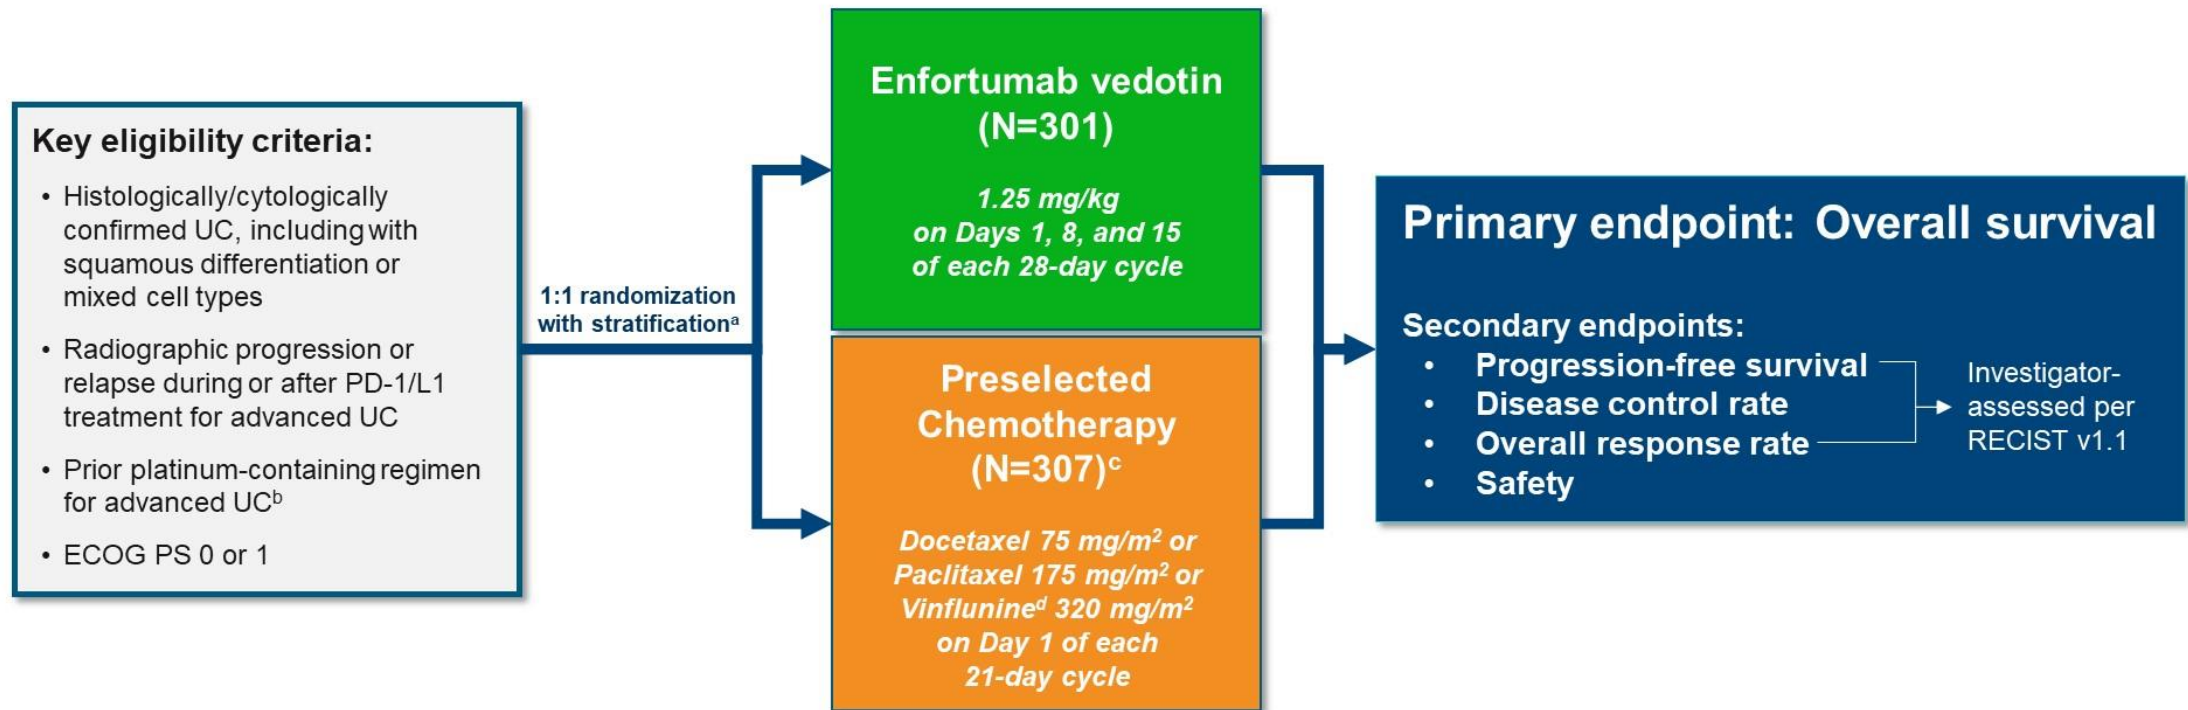 Key eligibility criteria:
• Histologically/cytologically
confirmed UC, including with
squamous differentiation or
mixed cell types
• Radiographic progression or
relapse during or after PD-1/L1
treatment for advanced UC
• Prior platinum-containing regimen
for advanced UCᵇ
• ECOG PS 0 or 1
1:1 randomization
with stratificationᵃ
Enfortumab vedotin
(N=301)
1.25 mg/kg
on Days 1, 8, and 15
of each 28-day cycle
Preselected
Chemotherapy
(N=307)ᶜ
Docetaxel 75 mg/m² or
Paclitaxel 175 mg/m² or
Vinflunineᵈ 320 mg/m²
on Day 1 of each
21-day cycle
Primary endpoint: Overall survival
Secondary endpoints:
• Progression-free survival
• Disease control rate
• Overall response rate
• Safety
Investigator-
assessed per
RECIST v1.1